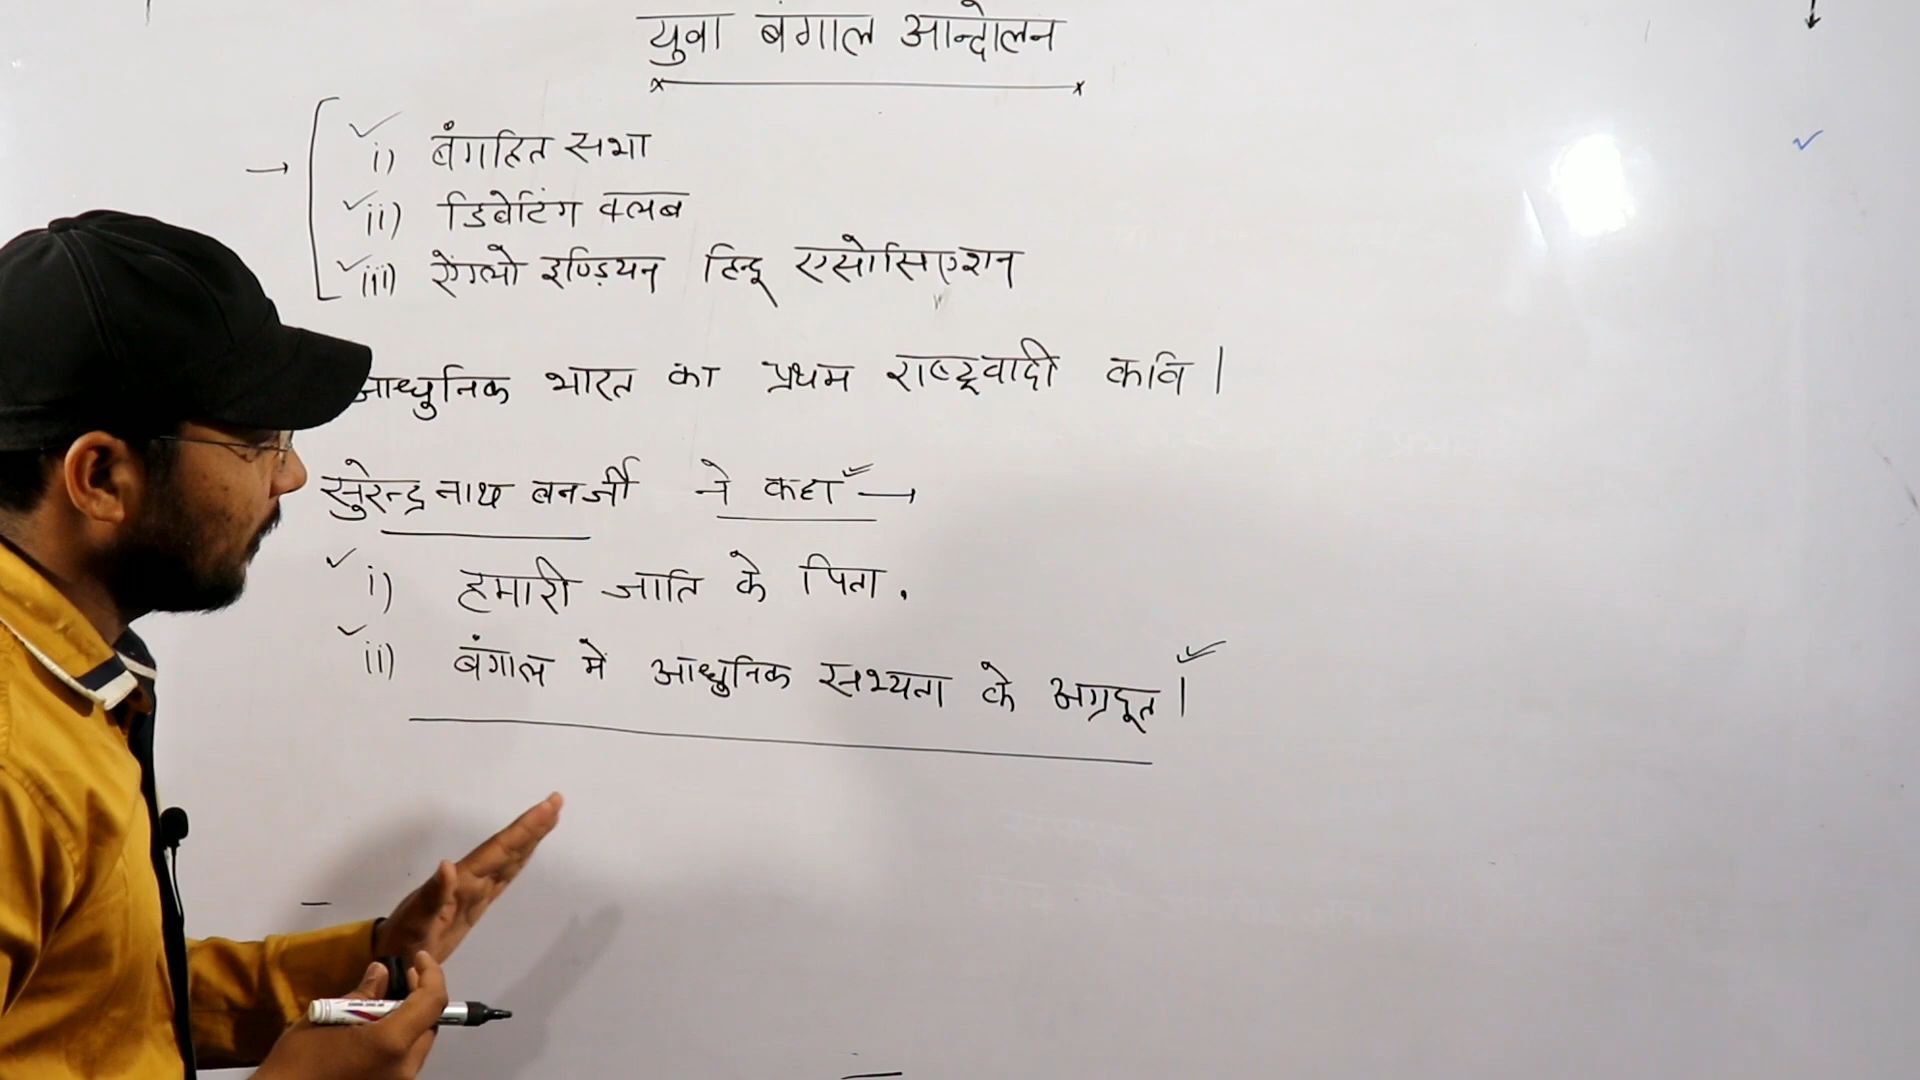 युवा बंगाल आन्दोलन
i) बंगहित सभा
ii) डिबेटिंग क्लब
iii) ऐंग्लो इण्डियन हिन्दू एसोसिएशन
आधुनिक भारत का प्रथम राष्ट्रवादी कवि।
सुरेन्द्र नाथ बनर्जी ने कहा →
i) हमारी जाति के पिता.
ii) बंगाल में आधुनिक सभ्यता के अग्रदूत।